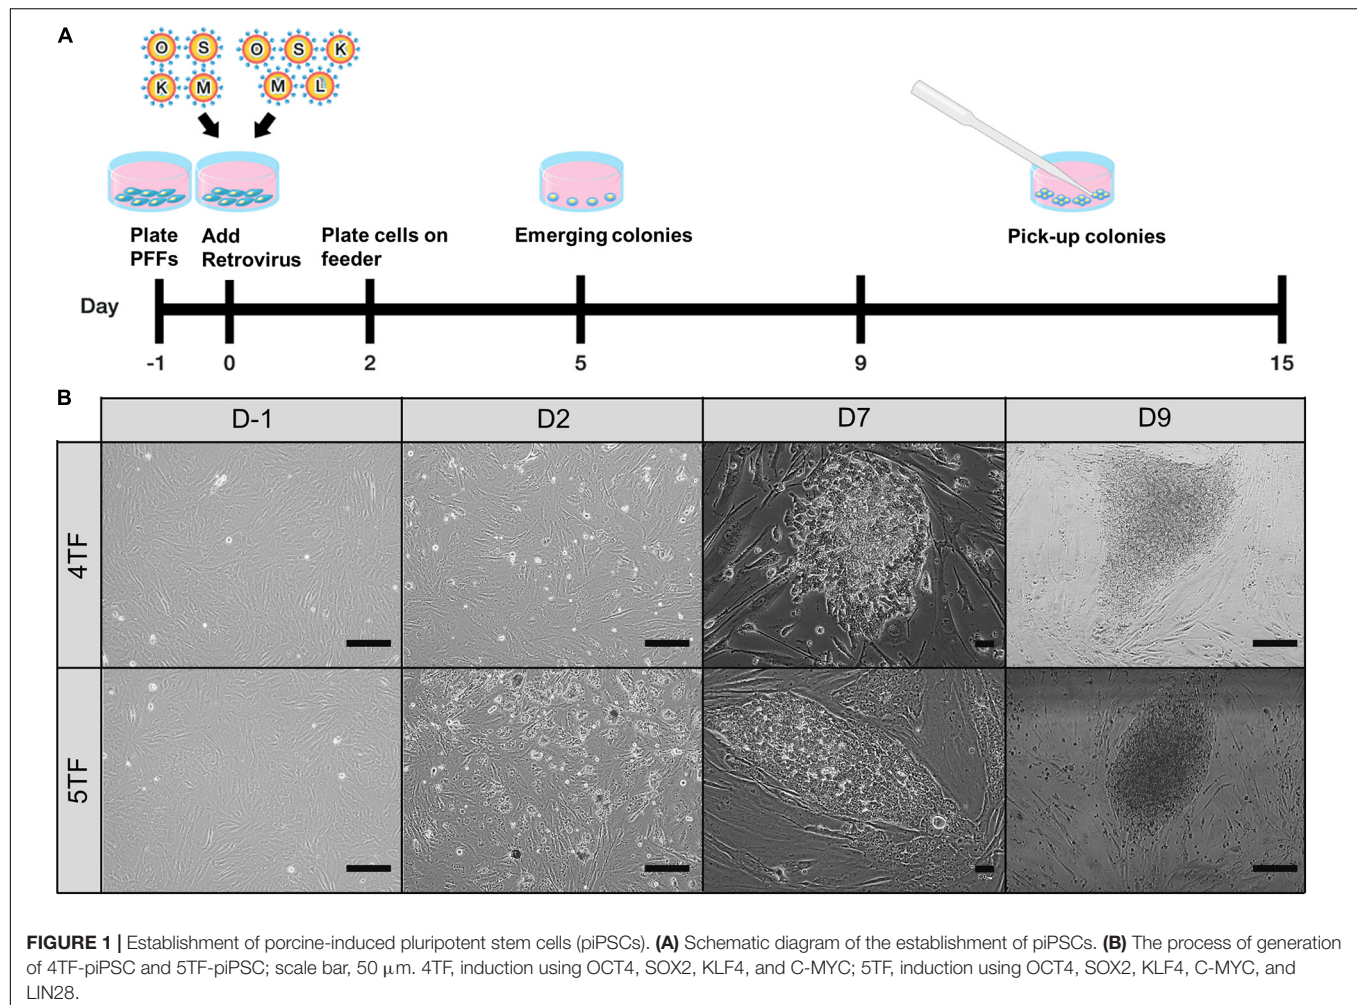 A
O S O S K
K M M L
Plate PFFs
Add Retrovirus
Plate cells on feeder
Emerging colonies
Pick-up colonies
Day
-1 0 2 5 9 15
B
D-1 D2 D7 D9
4TF
5TF
FIGURE 1 | Establishment of porcine-induced pluripotent stem cells (piPSCs). (A) Schematic diagram of the establishment of piPSCs. (B) The process of generation
of 4TF-piPSC and 5TF-piPSC; scale bar, 50 μm. 4TF, induction using OCT4, SOX2, KLF4, and C-MYC; 5TF, induction using OCT4, SOX2, KLF4, C-MYC, and
LIN28.